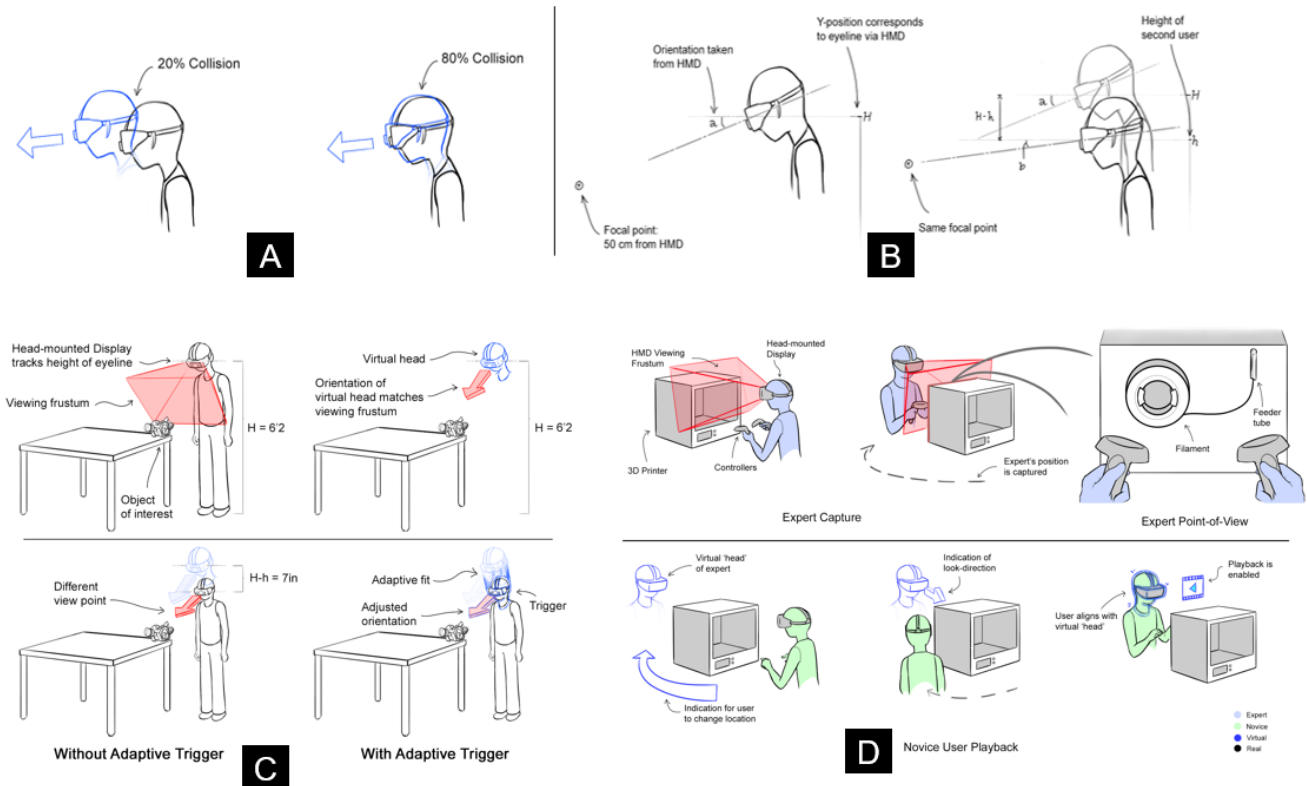 20% Collision
80% Collision
A
Orientation taken
from HMD
Y-position corresponds
to eyeline via HMD
Height of
second user
a
H
Focal point:
50 cm from HMD
a
H-h
H
h
b
Same focal point
B
Head-mounted Display
tracks height of eyeline
Viewing frustum
H = 6'2
Object
of interest
Virtual head
Orientation of
virtual head matches
viewing frustum
H = 6'2
H-h = 7in
Different
view point
Without Adaptive Trigger
Adaptive fit
Adjusted
orientation
Trigger
With Adaptive Trigger
C
HMD Viewing
Frustum
Head-mounted
Display
3D Printer
Controllers
Expert's position
is captured
Expert Capture
Filament
Feeder
tube
Expert Point-of-View
Virtual 'head'
of expert
Indication for user
to change location
Indication of
look-direction
User aligns with
virtual 'head'
Playback is
enabled
D
Novice User Playback
Expert
Novice
Virtual
Real